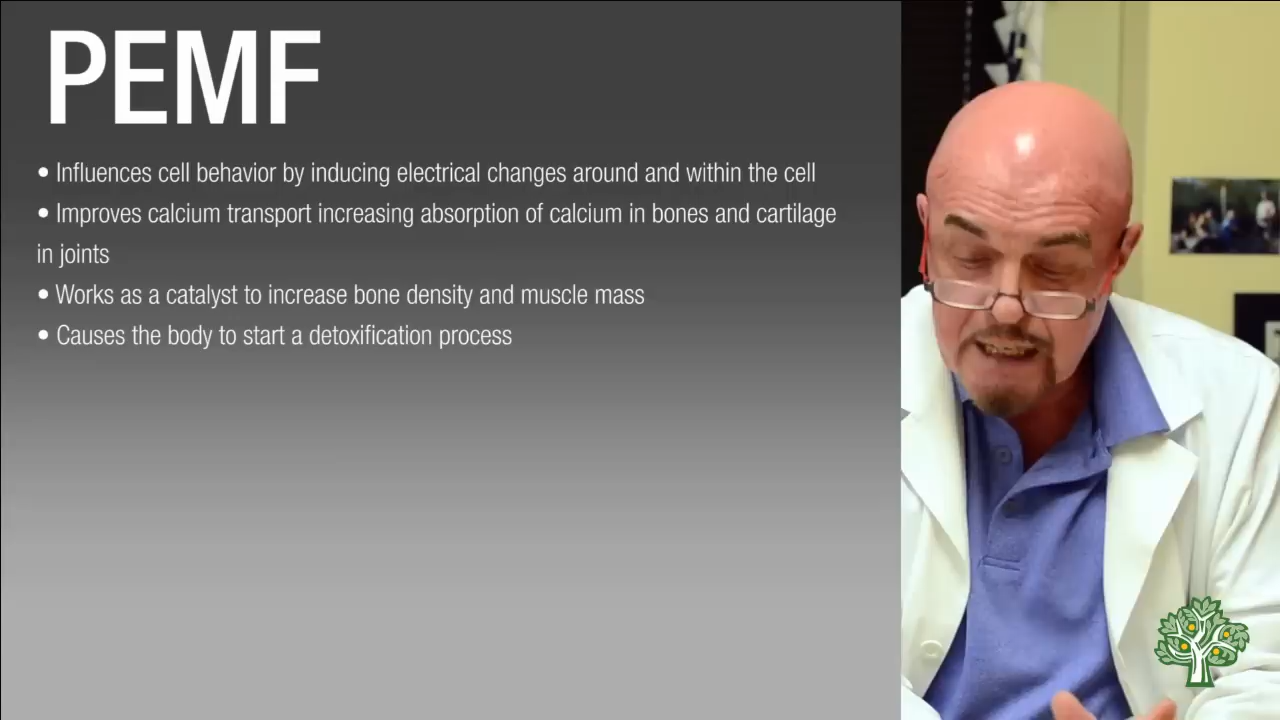 PEMF
• Influences cell behavior by inducing electrical changes around and within the cell
• Improves calcium transport increasing absorption of calcium in bones and cartilage
in joints
• Works as a catalyst to increase bone density and muscle mass
• Causes the body to start a detoxification process